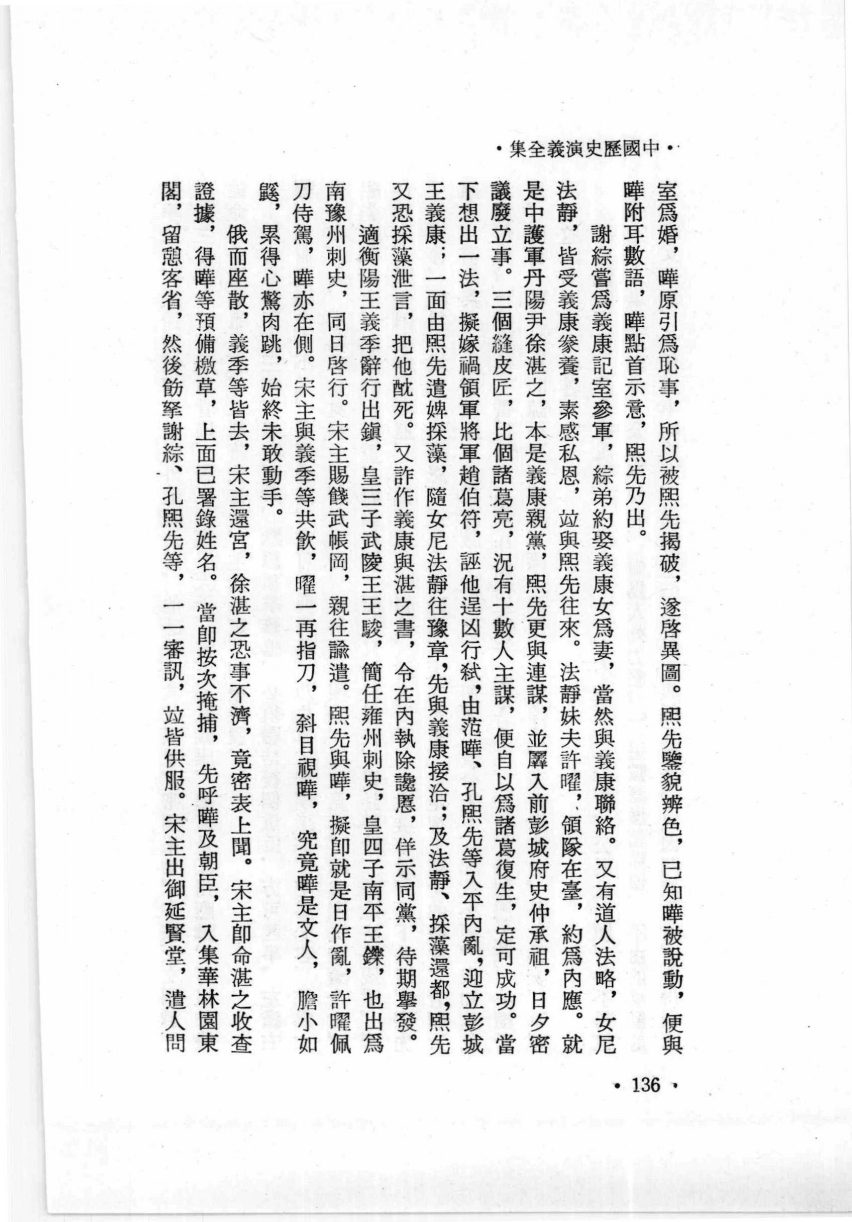 ·中國歷史演義全集·
室爲婚，曄原引爲恥事，所以被熙先揭破，遂啓異圖。熙先鑒貌辨色，已知曄被說動，便與
曄附耳數語，曄點首示意，熙先乃出。
謝綜嘗爲義康記室參軍，綜弟約娶義康女爲妻，當然與義康聯絡。又有道人法略，女尼
法靜，皆受義康豢養，素感私恩，竝與熙先往來。法靜妹夫許曜，領隊在臺，約爲內應。就
是中護軍丹陽尹徐湛之，本是義康親黨，熙先更與連謀，並羼入前彭城府史仲承祖，日夕密
議廢立事。三個縫皮匠，比個諸葛亮，況有十數人主謀，便自以爲諸葛復生，定可成功。當
下想出一法，擬嫁禍領軍將軍趙伯符，誣他逞凶行弒，由范曄、孔熙先等入平內亂，迎立彭城
王義康；一面由熙先遣婢採藻，隨女尼法靜往豫章，先與義康接洽；及法靜、採藻還都，熙先
又恐採藻泄言，把他酖死。又詐作義康與湛之書，令在內執除讒慝，佯示同黨，待期舉發。
適衡陽王義季辭行出鎮，皇三子武陵王王駿，簡任雍州刺史，皇四子南平王鑠，也出爲
南豫州刺史，同日啓行。宋主賜餞武帳岡，親往諭遣。熙先與曄，擬卽就是日作亂，許曜佩
刀侍駕，曄亦在側。宋主與義季等共飲，曜一再指刀，斜目視曄，究竟曄是文人，膽小如
鼷，累得心驚肉跳，始終未敢動手。
俄而座散，義季等皆去，宋主還宮，徐湛之恐事不濟，竟密表上聞。宋主卽命湛之收查
證據，得曄等預備檄草，上面已署錄姓名。當卽按次掩捕，先呼曄及朝臣，入集華林園東
閣，留憩客省，然後飭拏謝綜、孔熙先等，一一審訊，竝皆供服。宋主出御延賢堂，遣人問
·136·